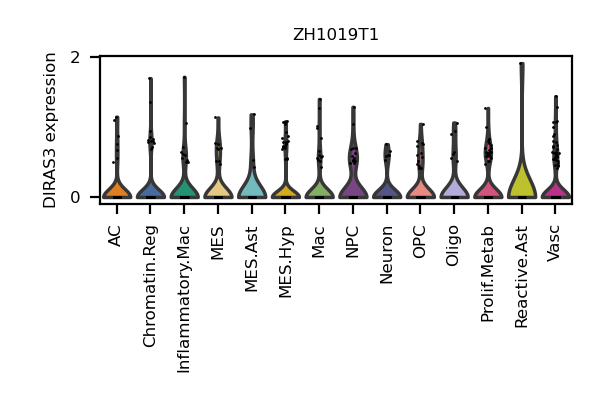 ZH1019T1
DIRAS3 expression
2
0
AC
Chromatin.Reg
Inflammatory.Mac
MES
MES.Ast
MES.Hyp
Mac
NPC
Neuron
OPC
Oligo
Prolif.Metab
Reactive.Ast
Vasc